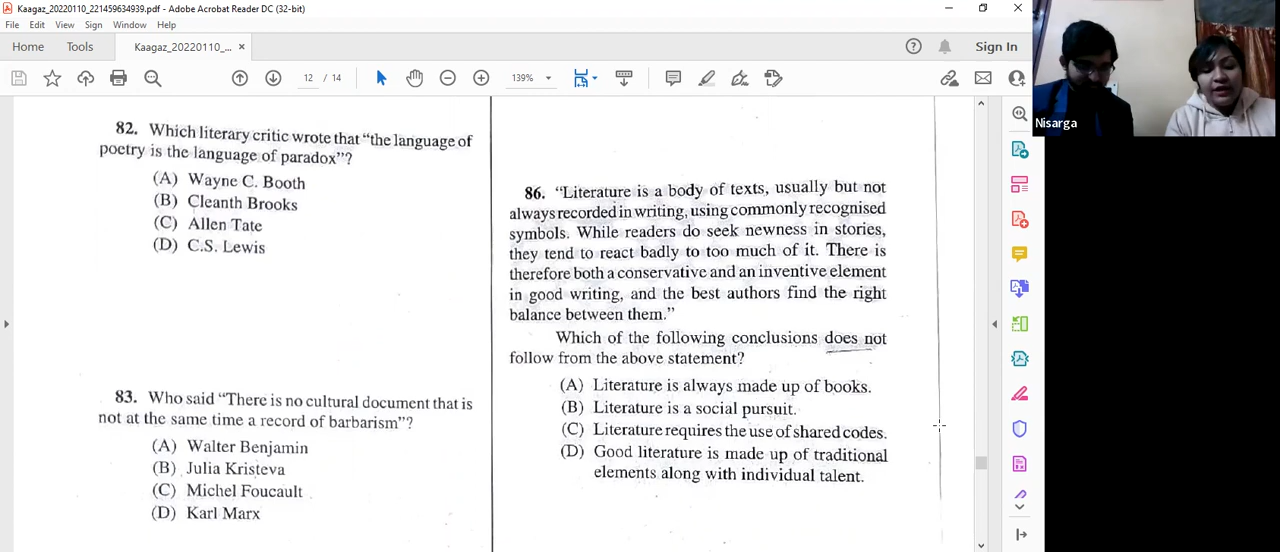 Kaagaz_20220110_221459634939.pdf - Adobe Acrobat Reader DC (32-bit)
File Edit View Sign Window Help
Home Tools Kaagaz_20220110_... × Sign In
12 / 14 139%
82. Which literary critic wrote that “the language of
poetry is the language of paradox”?
(A) Wayne C. Booth
(B) Cleanth Brooks
(C) Allen Tate
(D) C.S. Lewis
83. Who said “There is no cultural document that is
not at the same time a record of barbarism”?
(A) Walter Benjamin
(B) Julia Kristeva
(C) Michel Foucault
(D) Karl Marx
86. “Literature is a body of texts, usually but not
always recorded in writing, using commonly recognised
symbols. While readers do seek newness in stories,
they tend to react badly to too much of it. There is
therefore both a conservative and an inventive element
in good writing, and the best authors find the right
balance between them.”
Which of the following conclusions does not
follow from the above statement?
(A) Literature is always made up of books.
(B) Literature is a social pursuit.
(C) Literature requires the use of shared codes.
(D) Good literature is made up of traditional
elements along with individual talent.
Nisarga